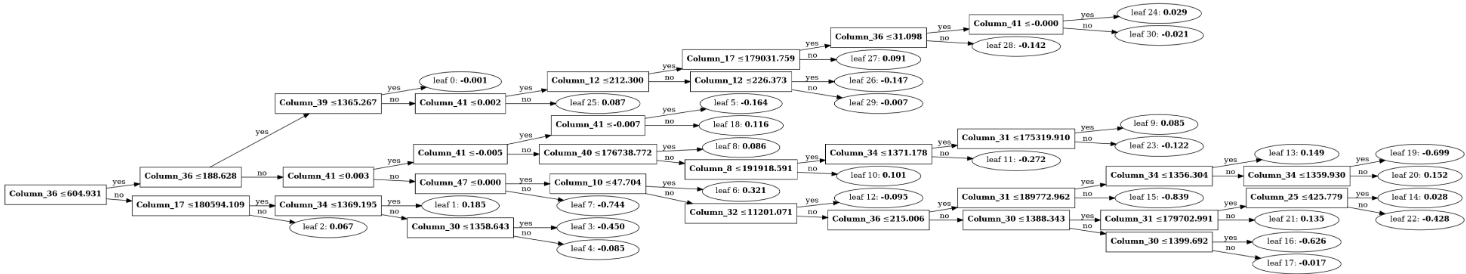 Column_41 ≤-0.000
yes
leaf 24: 0.029
no
leaf 30: -0.021
Column_36 ≤31.098
yes
no
leaf 28: -0.142
Column_17 ≤179031.759
yes
no
leaf 27: 0.091
Column_12 ≤212.300
yes
no
Column_12 ≤226.373
yes
leaf 26: -0.147
no
leaf 29: -0.007
leaf 0: -0.001
yes
Column_39 ≤1365.267
no
Column_41 ≤0.002
yes
no
leaf 25: 0.087
yes
Column_41 ≤-0.007
yes
leaf 5: -0.164
no
leaf 18: 0.116
Column_41 ≤-0.005
yes
no
Column_40 ≤176738.772
yes
leaf 8: 0.086
no
Column_8 ≤191918.591
yes
no
leaf 10: 0.101
Column_34 ≤1371.178
yes
no
leaf 11: -0.272
Column_31 ≤175319.910
yes
leaf 9: 0.085
no
leaf 23: -0.122
Column_36 ≤604.931
yes
no
Column_36 ≤188.628
no
Column_41 ≤0.003
yes
no
Column_47 ≤0.000
yes
no
leaf 7: -0.744
Column_10 ≤47.704
yes
leaf 6: 0.321
no
Column_32 ≤11201.071
yes
leaf 12: -0.095
no
Column_36 ≤215.006
yes
no
Column_31 ≤189772.962
yes
no
leaf 15: -0.839
Column_34 ≤1356.304
yes
leaf 13: 0.149
no
Column_34 ≤1359.930
yes
leaf 19: -0.699
no
leaf 20: 0.152
Column_30 ≤1388.343
yes
no
Column_31 ≤179702.991
yes
no
leaf 21: 0.135
Column_25 ≤425.779
yes
leaf 14: 0.028
no
leaf 22: -0.428
Column_30 ≤1399.692
yes
leaf 16: -0.626
no
leaf 17: -0.017
Column_17 ≤180594.109
yes
no
leaf 2: 0.067
Column_34 ≤1369.195
yes
leaf 1: 0.185
no
Column_30 ≤1358.643
yes
leaf 3: -0.450
no
leaf 4: -0.085